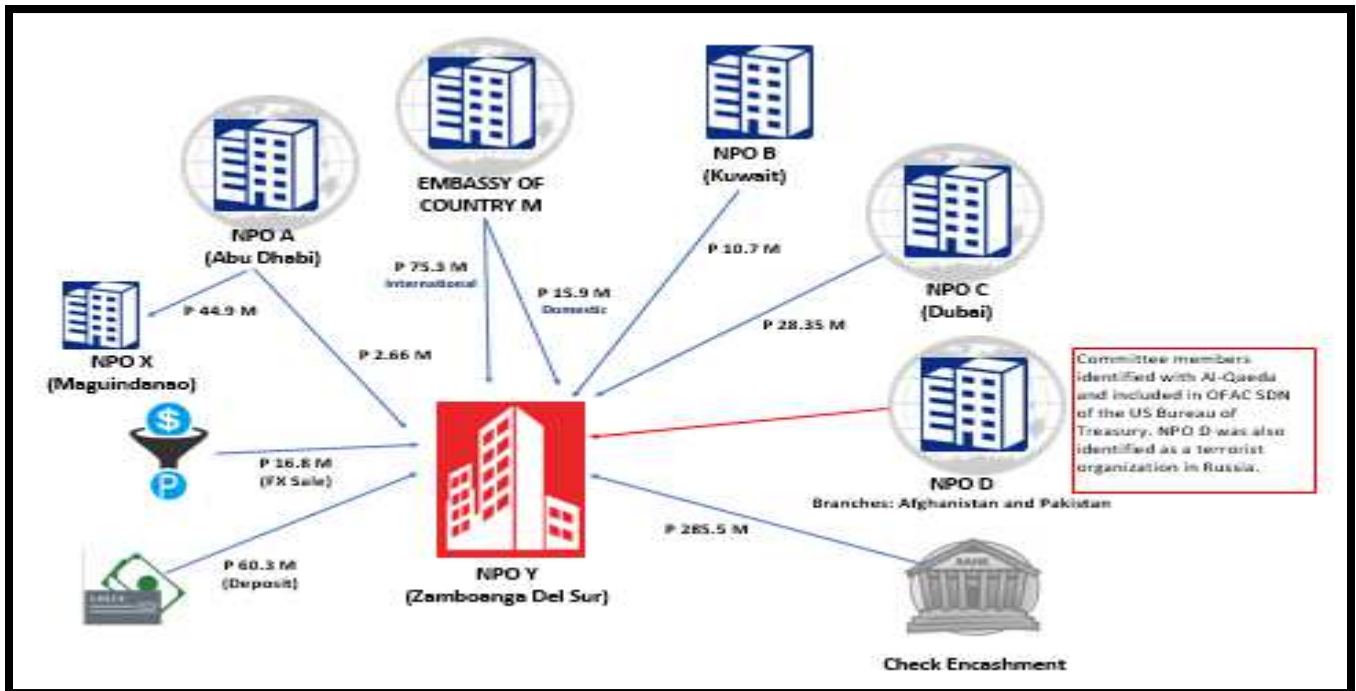 NPO A
(Abu Dhabi)
EMBASSY OF
COUNTRY M
NPO B
(Kuwait)
NPO C
(Dubai)
P 44.9 M
P 2.66 M
P 75.3 M
International
P 15.9 M
Domestic
P 10.7 M
P 28.35 M
NPO X
(Maguindanao)
$
P
P 16.8 M
(FX Sale)
P 60.3 M
(Deposit)
NPO Y
(Zamboanga Del Sur)
NPO D
Branches: Afghanistan and Pakistan
Committee members
identified with Al-Qaeda
and included in OFAC SDN
of the US Bureau of
Treasury. NPO D was also
identified as a terrorist
organization in Russia.
P 285.5 M
BANK
Check Encashment